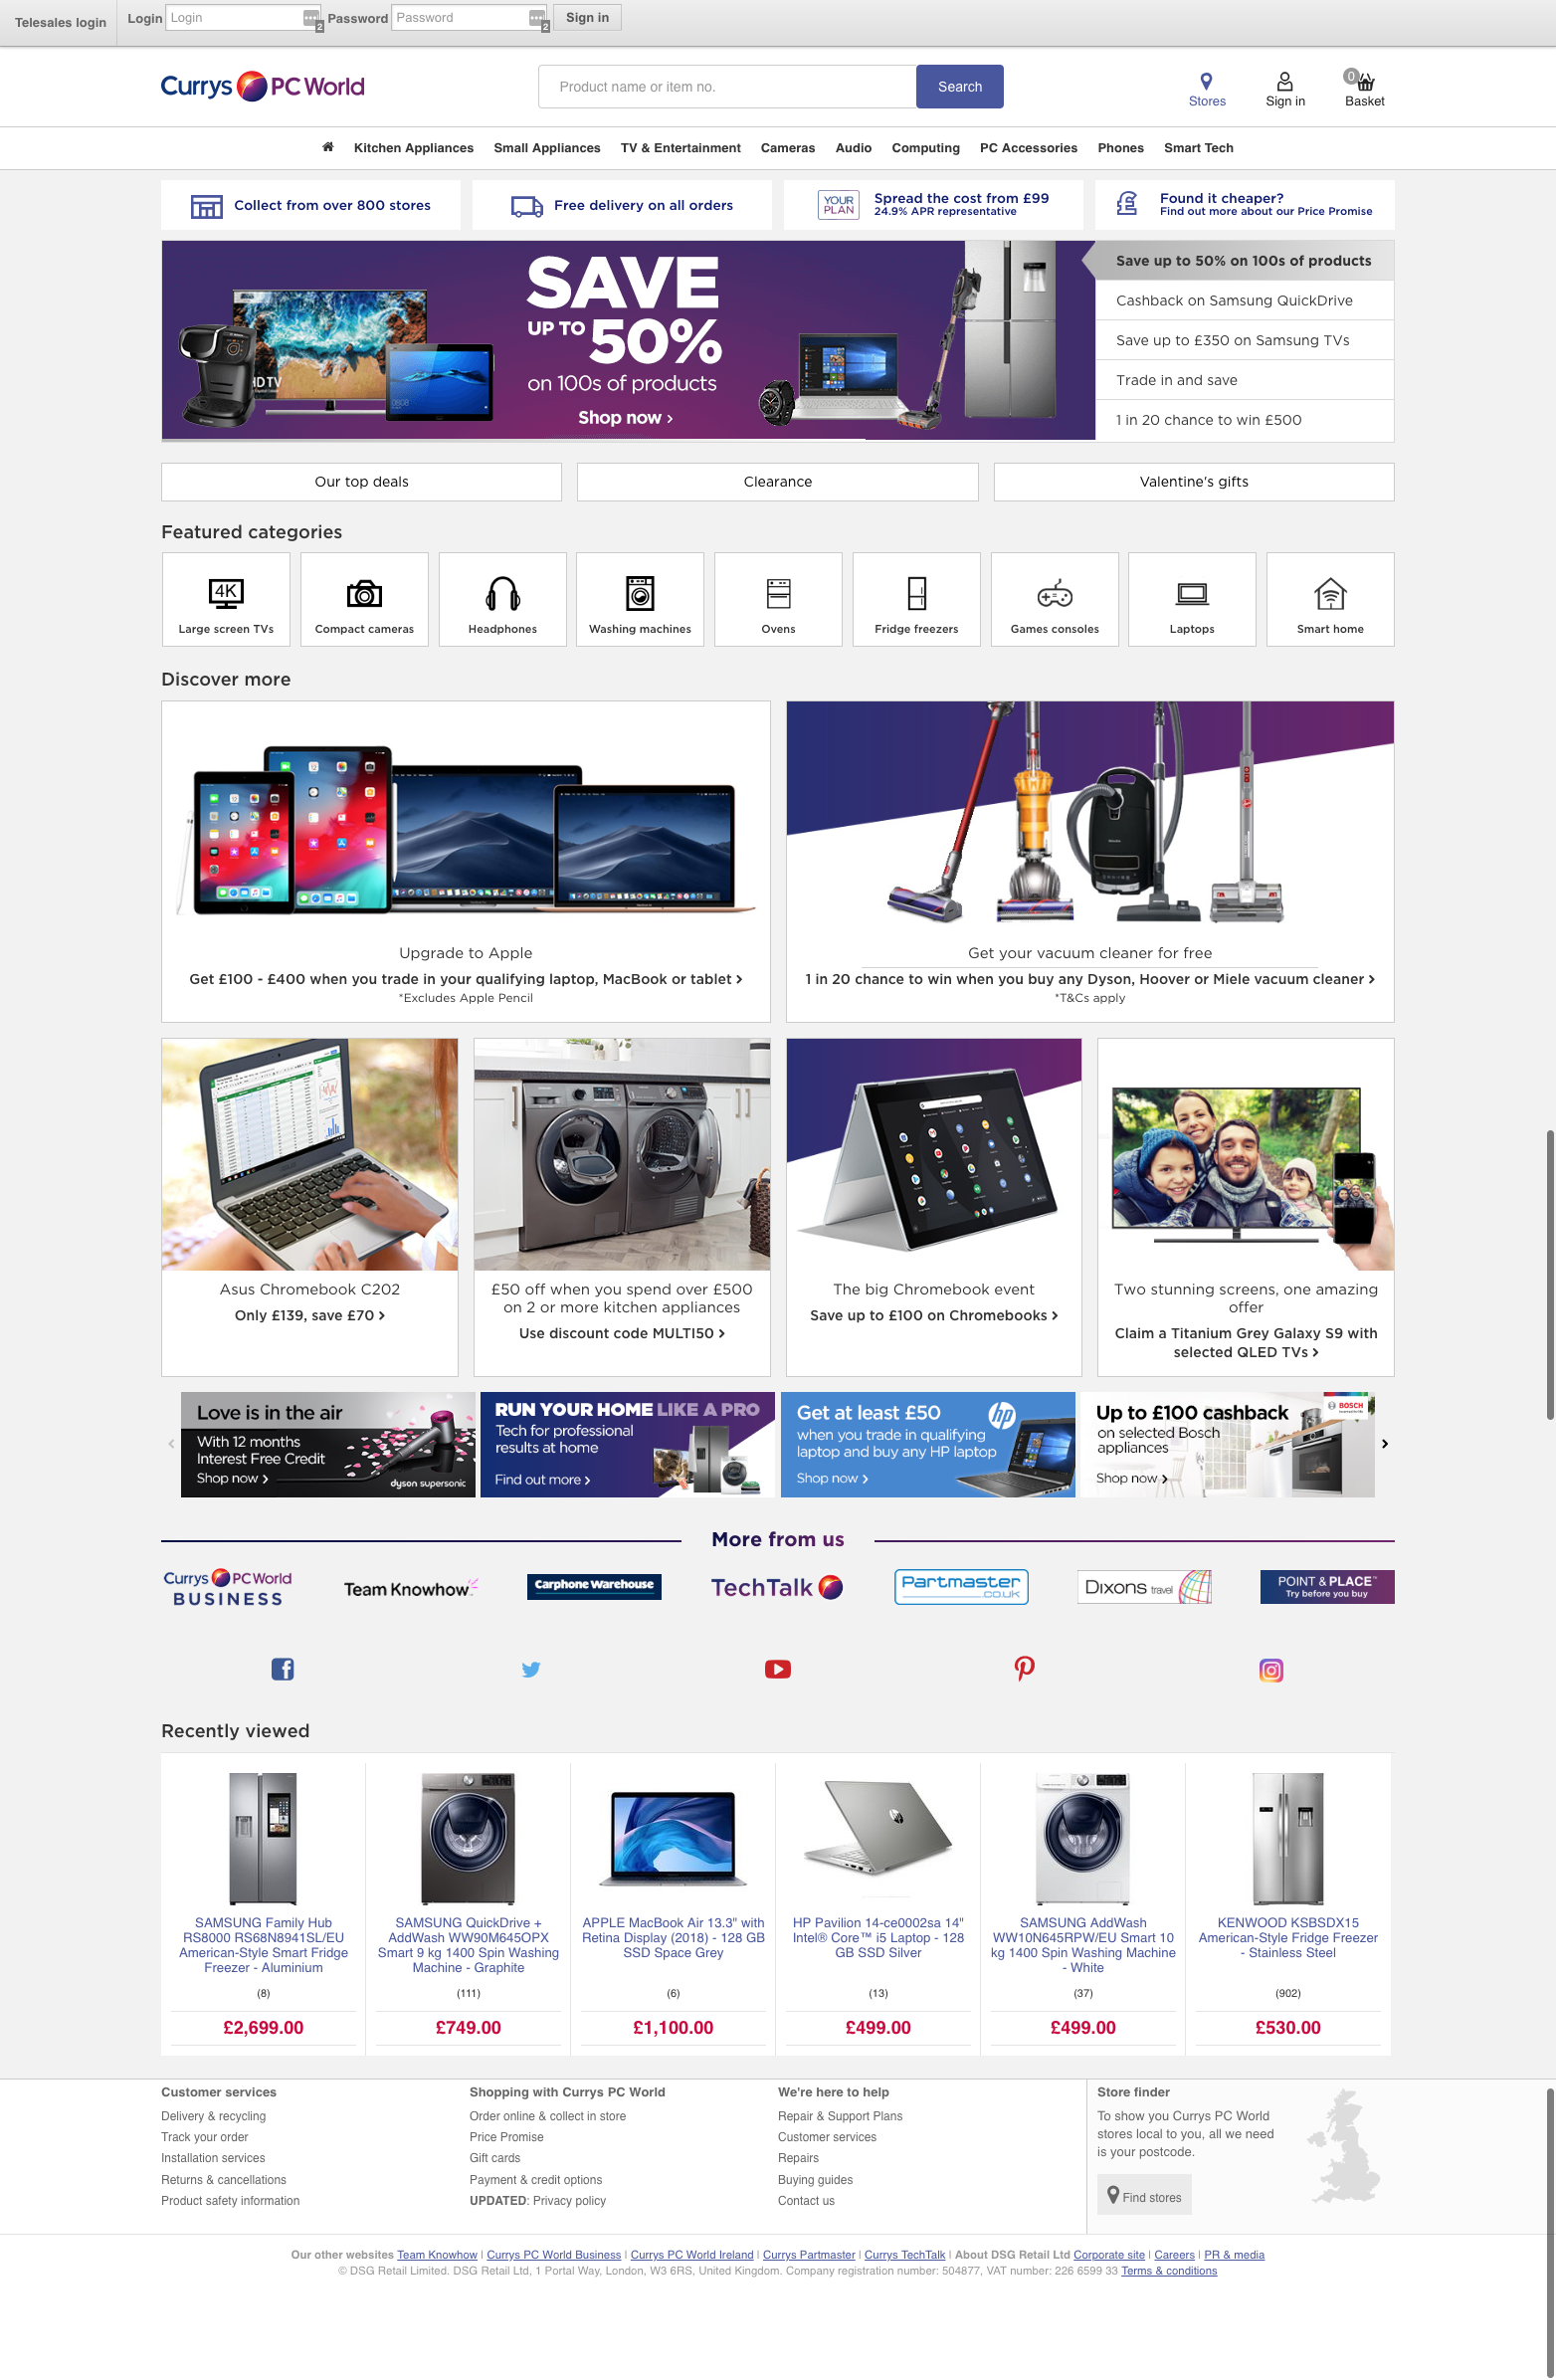 Telesales login
Login Login Password Password Sign in
Currys PC World
Product name or item no.
Search
Stores
Sign in
0
Basket
Kitchen Appliances Small Appliances TV & Entertainment Cameras Audio Computing PC Accessories Phones Smart Tech
Collect from over 800 stores
Free delivery on all orders
YOUR PLAN
Spread the cost from £99
24.9% APR representative
Found it cheaper?
Find out more about our Price Promise
SAVE
UP TO 50%
on 100s of products
Shop now ›
Save up to 50% on 100s of products
Cashback on Samsung QuickDrive
Save up to £350 on Samsung TVs
Trade in and save
1 in 20 chance to win £500
Our top deals
Clearance
Valentine's gifts
Featured categories
4K
Large screen TVs
Compact cameras
Headphones
Washing machines
Ovens
Fridge freezers
Games consoles
Laptops
Smart home
Discover more
Upgrade to Apple
Get £100 - £400 when you trade in your qualifying laptop, MacBook or tablet ›
*Excludes Apple Pencil
Get your vacuum cleaner for free
1 in 20 chance to win when you buy any Dyson, Hoover or Miele vacuum cleaner ›
*T&Cs apply
Asus Chromebook C202
Only £139, save £70 ›
£50 off when you spend over £500
on 2 or more kitchen appliances
Use discount code MULTI50 ›
The big Chromebook event
Save up to £100 on Chromebooks ›
Two stunning screens, one amazing
offer
Claim a Titanium Grey Galaxy S9 with
selected QLED TVs ›
Love is in the air
With 12 months
Interest Free Credit
Shop now ›
dyson supersonic
RUN YOUR HOME LIKE A PRO
Tech for professional
results at home
Find out more ›
Get at least £50
when you trade in qualifying
laptop and buy any HP laptop
Shop now ›
hp
Up to £100 cashback
on selected Bosch
appliances
Shop now ›
BOSCH
More from us
Currys PC World
BUSINESS
Team Knowhow
Carphone Warehouse
TechTalk
Partmaster
.co.uk
Dixons travel
POINT & PLACE™
Try before you buy
Recently viewed
SAMSUNG Family Hub
RS8000 RS68N8941SL/EU
American-Style Smart Fridge
Freezer - Aluminium
(8)
£2,699.00
SAMSUNG QuickDrive +
AddWash WW90M645OPX
Smart 9 kg 1400 Spin Washing
Machine - Graphite
(111)
£749.00
APPLE MacBook Air 13.3" with
Retina Display (2018) - 128 GB
SSD Space Grey
(6)
£1,100.00
HP Pavilion 14-ce0002sa 14"
Intel® Core™ i5 Laptop - 128
GB SSD Silver
(13)
£499.00
SAMSUNG AddWash
WW10N645RPW/EU Smart 10
kg 1400 Spin Washing Machine
- White
(37)
£499.00
KENWOOD KSBSDX15
American-Style Fridge Freezer
- Stainless Steel
(902)
£530.00
Customer services
Delivery & recycling
Track your order
Installation services
Returns & cancellations
Product safety information
Shopping with Currys PC World
Order online & collect in store
Price Promise
Gift cards
Payment & credit options
UPDATED: Privacy policy
We're here to help
Repair & Support Plans
Customer services
Repairs
Buying guides
Contact us
Store finder
To show you Currys PC World
stores local to you, all we need
is your postcode.
Find stores
Our other websites Team Knowhow | Currys PC World Business | Currys PC World Ireland | Currys Partmaster | Currys TechTalk | About DSG Retail Ltd Corporate site | Careers | PR & media
© DSG Retail Limited. DSG Retail Ltd, 1 Portal Way, London, W3 6RS, United Kingdom. Company registration number: 504877, VAT number: 226 6599 33 Terms & conditions